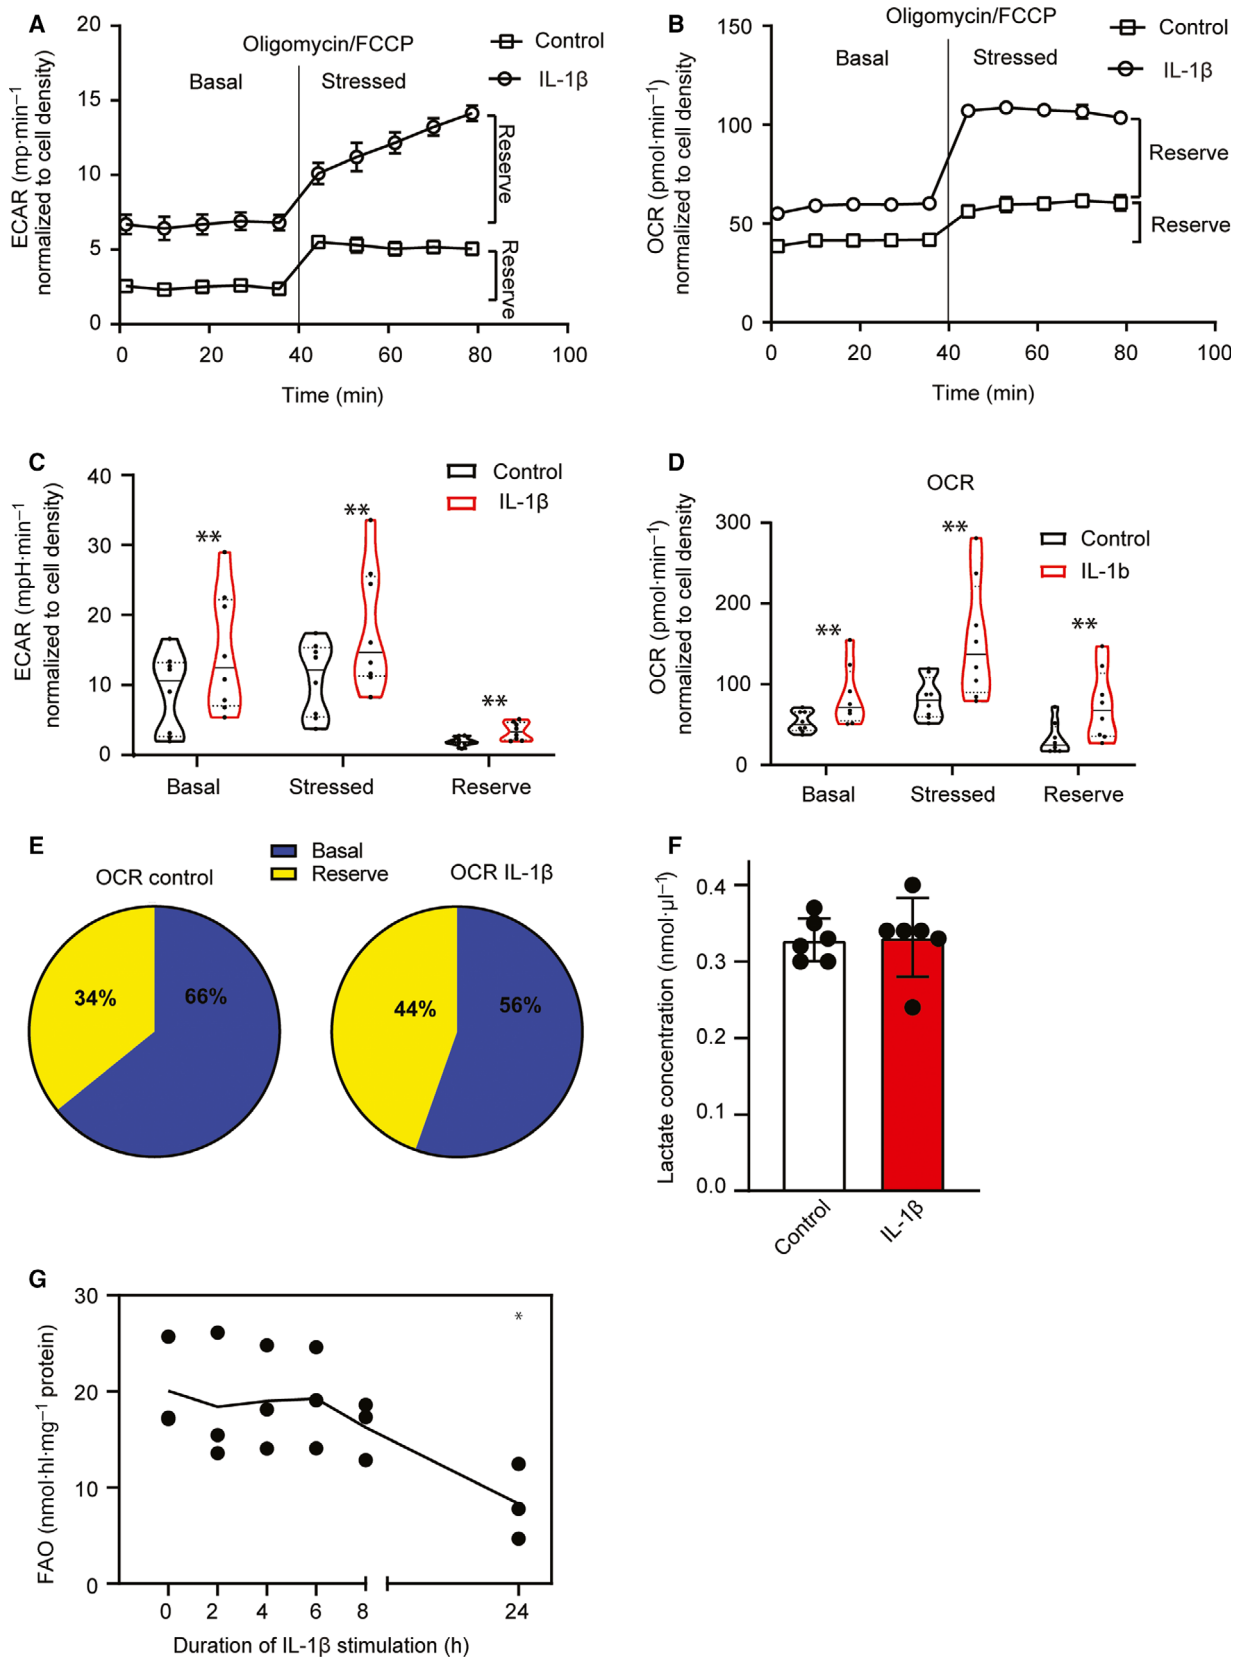 A
ECAR (mp·min⁻¹)
normalized to cell density
20
15
10
5
0
Oligomycin/FCCP
Basal
Stressed
Control
IL-1β
Reserve
Reserve
0 20 40 60 80 100
Time (min)
B
OCR (pmol·min⁻¹)
normalized to cell density
150
100
50
0
Oligomycin/FCCP
Basal
Stressed
Control
IL-1β
Reserve
Reserve
0 20 40 60 80 100
Time (min)
C
ECAR (mpH·min⁻¹
normalized to cell density)
40
30
20
10
0
Control
IL-1β
**
**
**
Basal Stressed Reserve
D
OCR
OCR (pmol·min⁻¹)
normalized to cell density
300
200
100
0
Control
IL-1b
**
**
**
Basal Stressed Reserve
E
Basal
Reserve
OCR control
OCR IL-1β
34%
66%
44%
56%
F
Lactate concentration (nmol·µl⁻¹)
0.4
0.3
0.2
0.1
0.0
Control
IL-1β
G
FAO (nmol·hl·mg⁻¹ protein)
30
20
10
0
*
0 2 4 6 8 24
Duration of IL-1β stimulation (h)